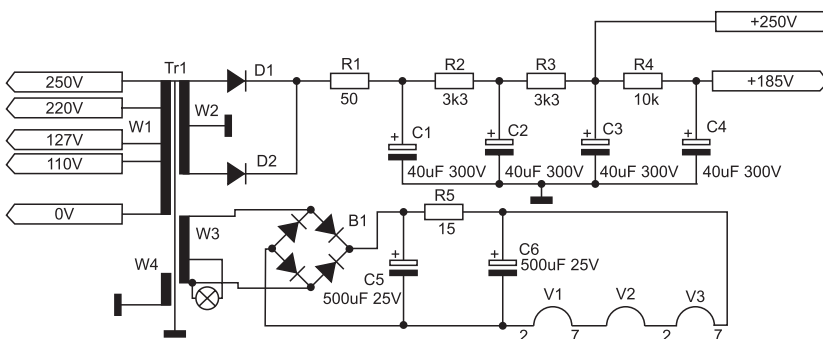 +250V
Tr1
D1
R1
R2
R3
R4
250V
+185V
50
3k3
3k3
10k
220V
W1
W2
127V
C1
C2
C3
C4
110V
D2
40uF 300V
40uF 300V
40uF 300V
40uF 300V
0V
R5
B1
15
W3
C6
W4
C5
500uF 25V
500uF 25V
V1
V2
V3
2
7
2
7
+
+
+
+
+
+